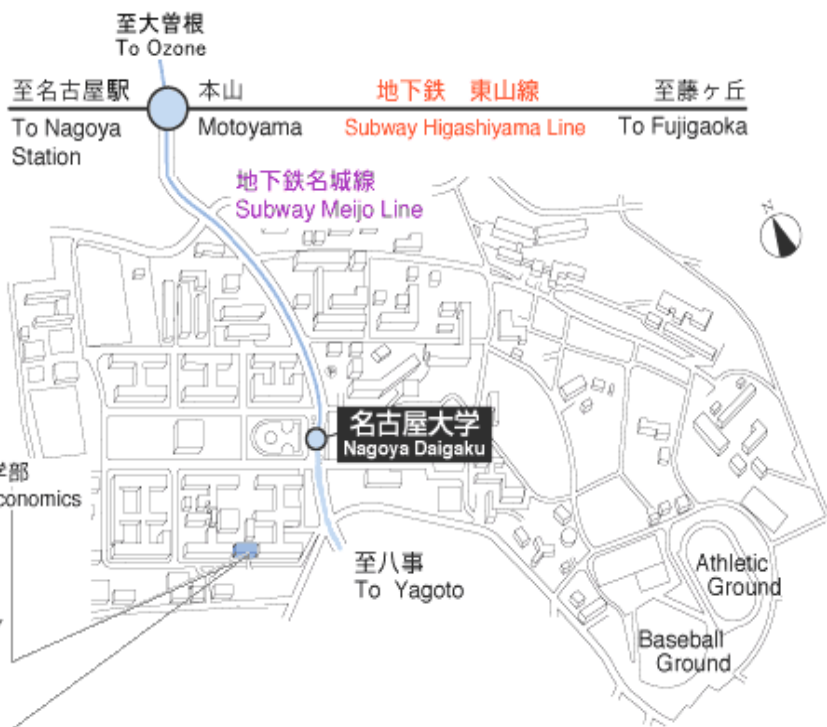 至大曽根
To Ozone
至名古屋駅
To Nagoya
Station
本山
Motoyama
地下鉄 東山線
Subway Higashiyama Line
至藤ヶ丘
To Fujigaoka
地下鉄名城線
Subway Meijo Line
名古屋大学
Nagoya Daigaku
学部
conomics
至八事
To Yagoto
Athletic
Ground
Baseball
Ground